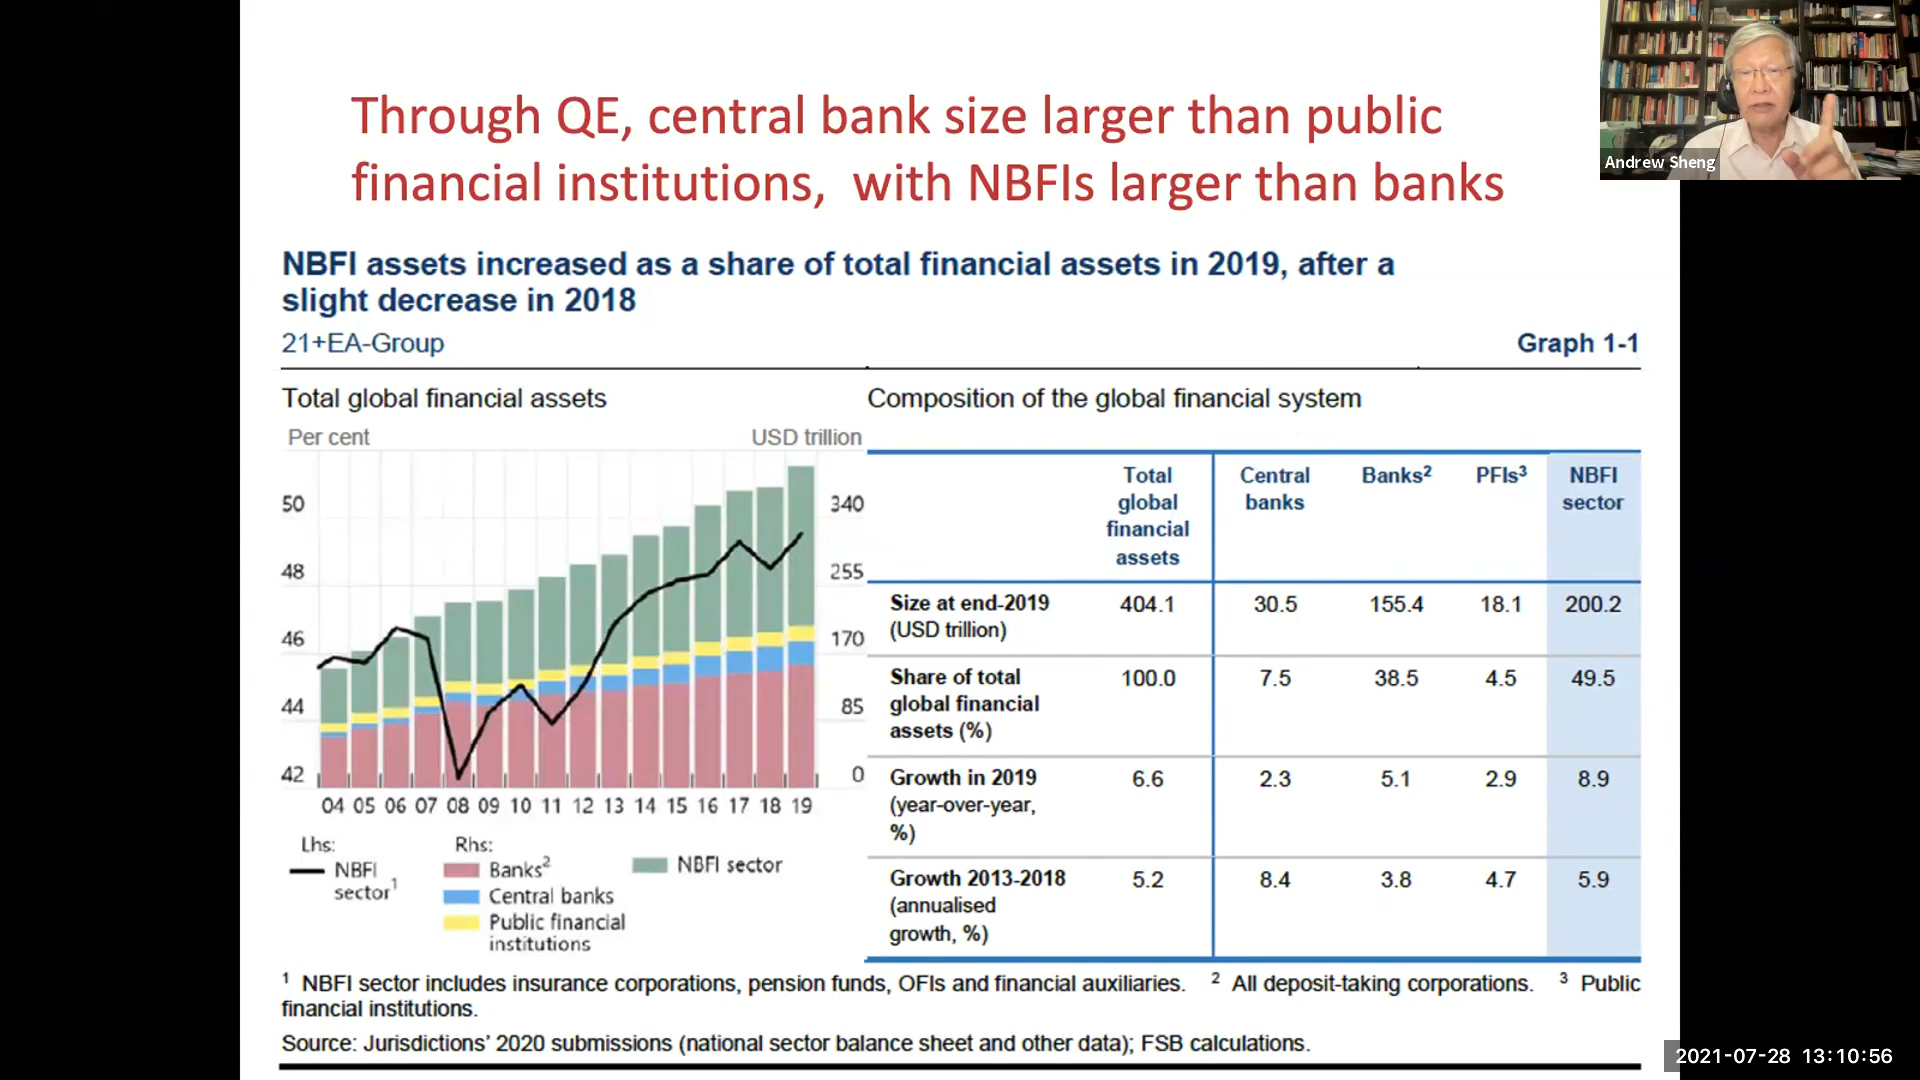 Through QE, central bank size larger than public
financial institutions, with NBFIs larger than banks
Andrew Sheng
NBFI assets increased as a share of total financial assets in 2019, after a
slight decrease in 2018
21+EA-Group
Graph 1-1
Total global financial assets
Per cent
USD trillion
50
48
46
44
42
340
255
170
85
0
04 05 06 07 08 09 10 11 12 13 14 15 16 17 18 19
Lhs:
NBFI
sector1
Rhs:
Banks2
Central banks
Public financial
institutions
NBFI sector
Composition of the global financial system
Total
global
financial
assets
Central
banks
Banks2
PFIs3
NBFI
sector
Size at end-2019
(USD trillion)
404.1 30.5 155.4 18.1 200.2
Share of total
global financial
assets (%)
100.0 7.5 38.5 4.5 49.5
Growth in 2019
(year-over-year,
%)
6.6 2.3 5.1 2.9 8.9
Growth 2013-2018
(annualised
growth, %)
5.2 8.4 3.8 4.7 5.9
1 NBFI sector includes insurance corporations, pension funds, OFIs and financial auxiliaries. 2 All deposit-taking corporations. 3 Public
financial institutions.
Source: Jurisdictions' 2020 submissions (national sector balance sheet and other data); FSB calculations.
2021-07-28 13:10:56